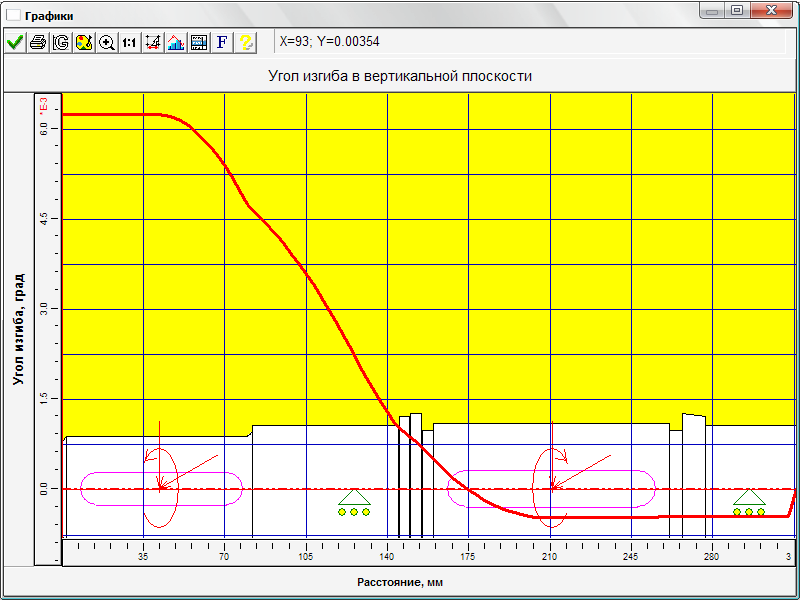 Графики
1:1
F
?
X=93; Y=0.00354
Угол изгиба в вертикальной плоскости
*E-3
6.0
4.5
3.0
1.5
0.0
Угол изгиба, град
35 70 105 140 175 210 245 280 3
Расстояние, мм